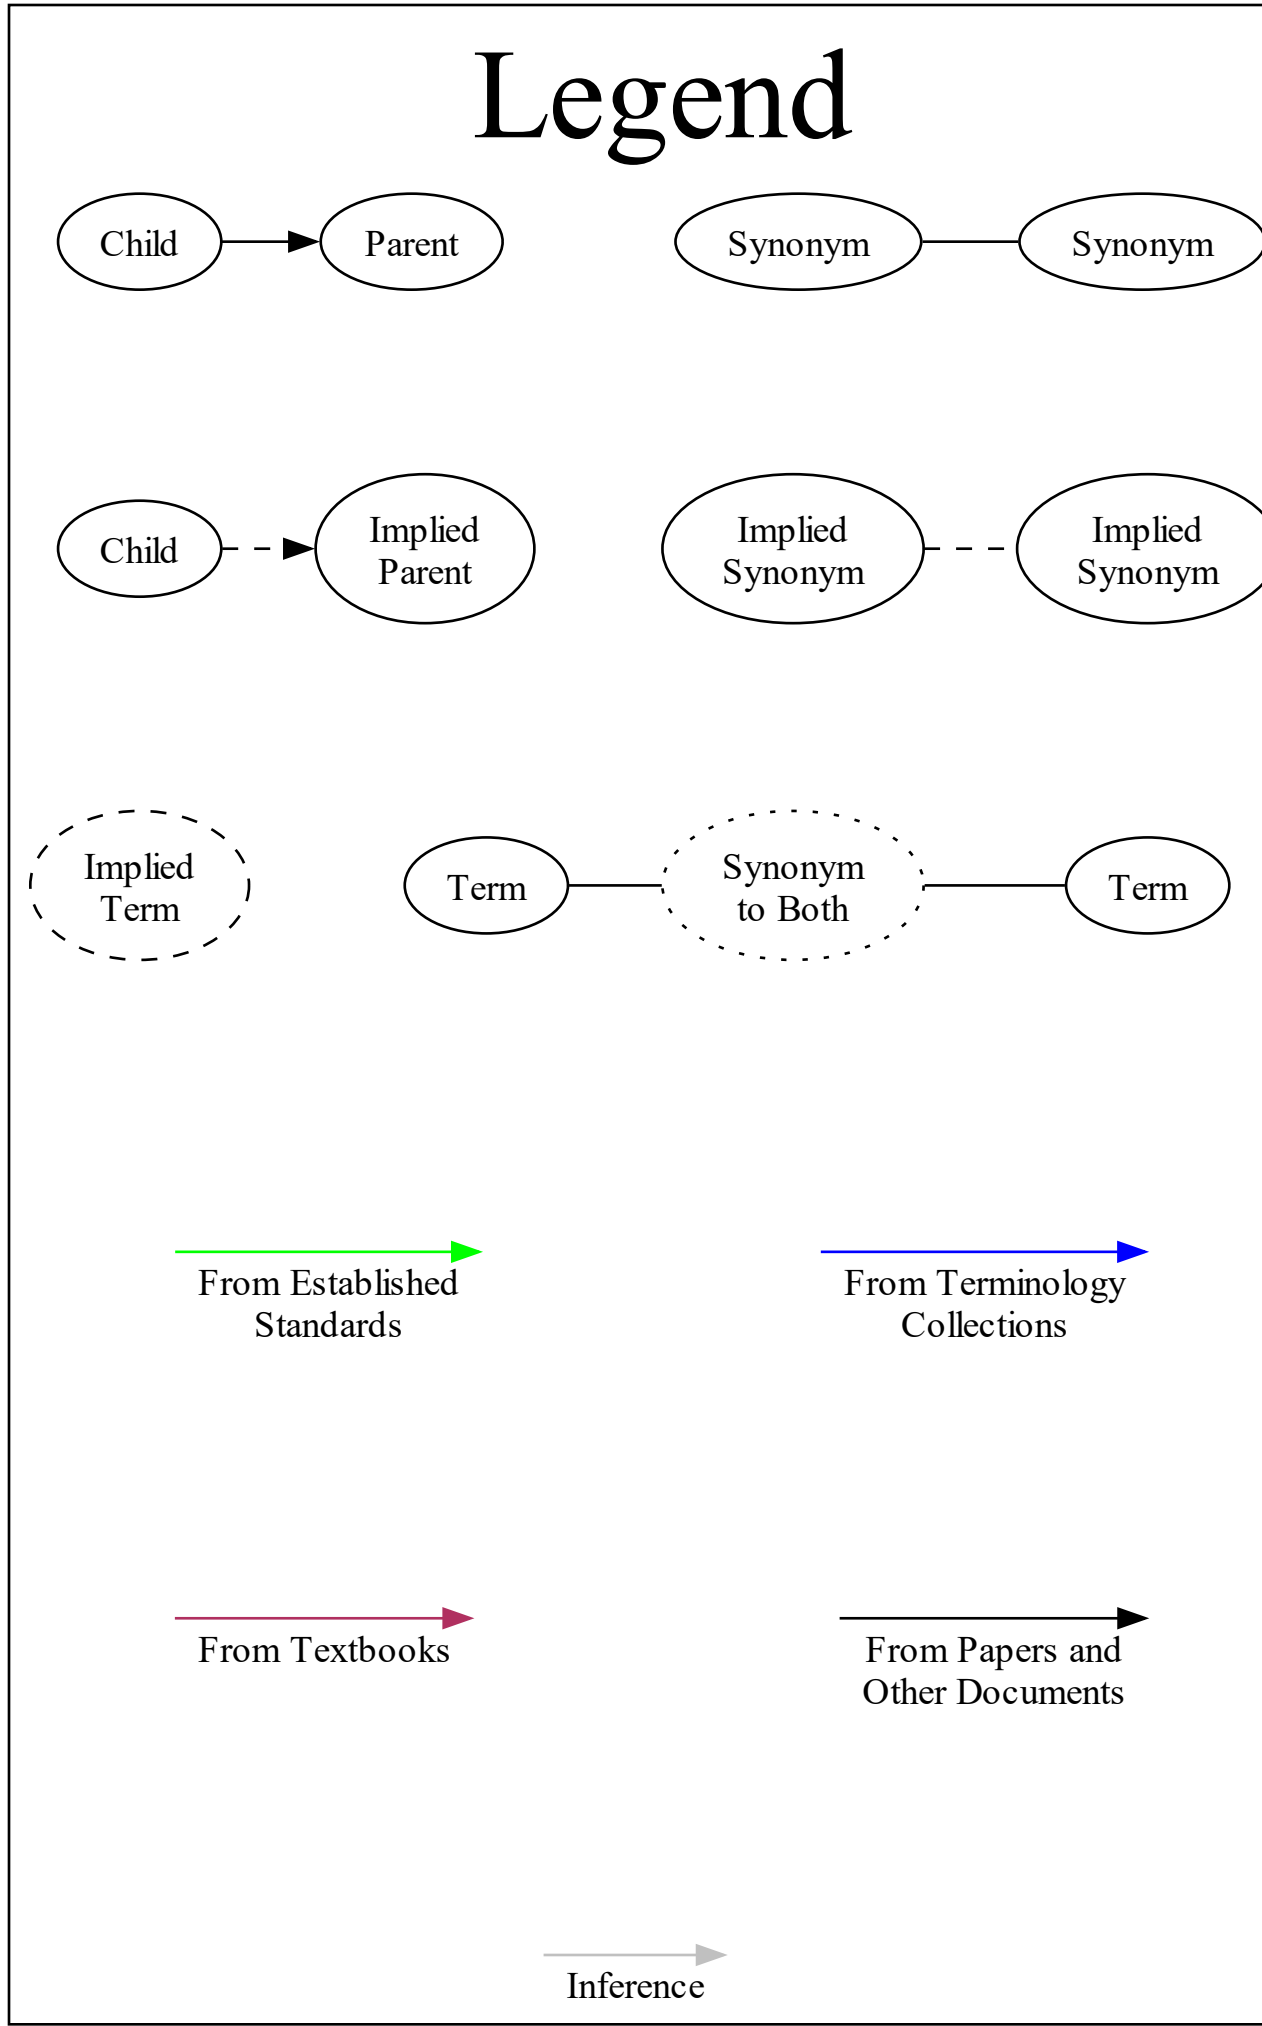 Legend
Child
Parent
Synonym
Synonym
Child
Implied
Parent
Implied
Synonym
Implied
Synonym
Implied
Term
Term
Synonym
to Both
Term
From Established
Standards
From Terminology
Collections
From Textbooks
From Papers and
Other Documents
Inference